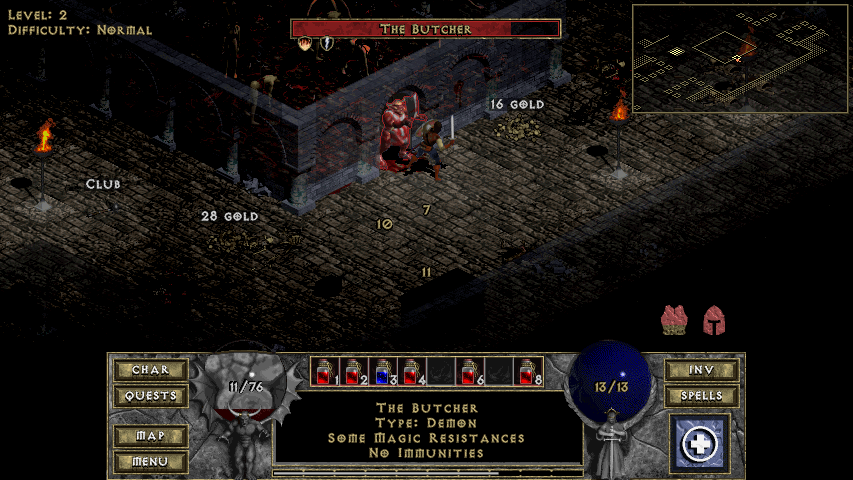 Level: 2
Difficulty: Normal
The Butcher
16 gold
Club
28 gold
7
10
11
Char
Quests
Map
Menu
11/76
1 2 3 4 6 8
13/13
Inv
Spells
The Butcher
Type: Demon
Some Magic Resistances
No Immunities